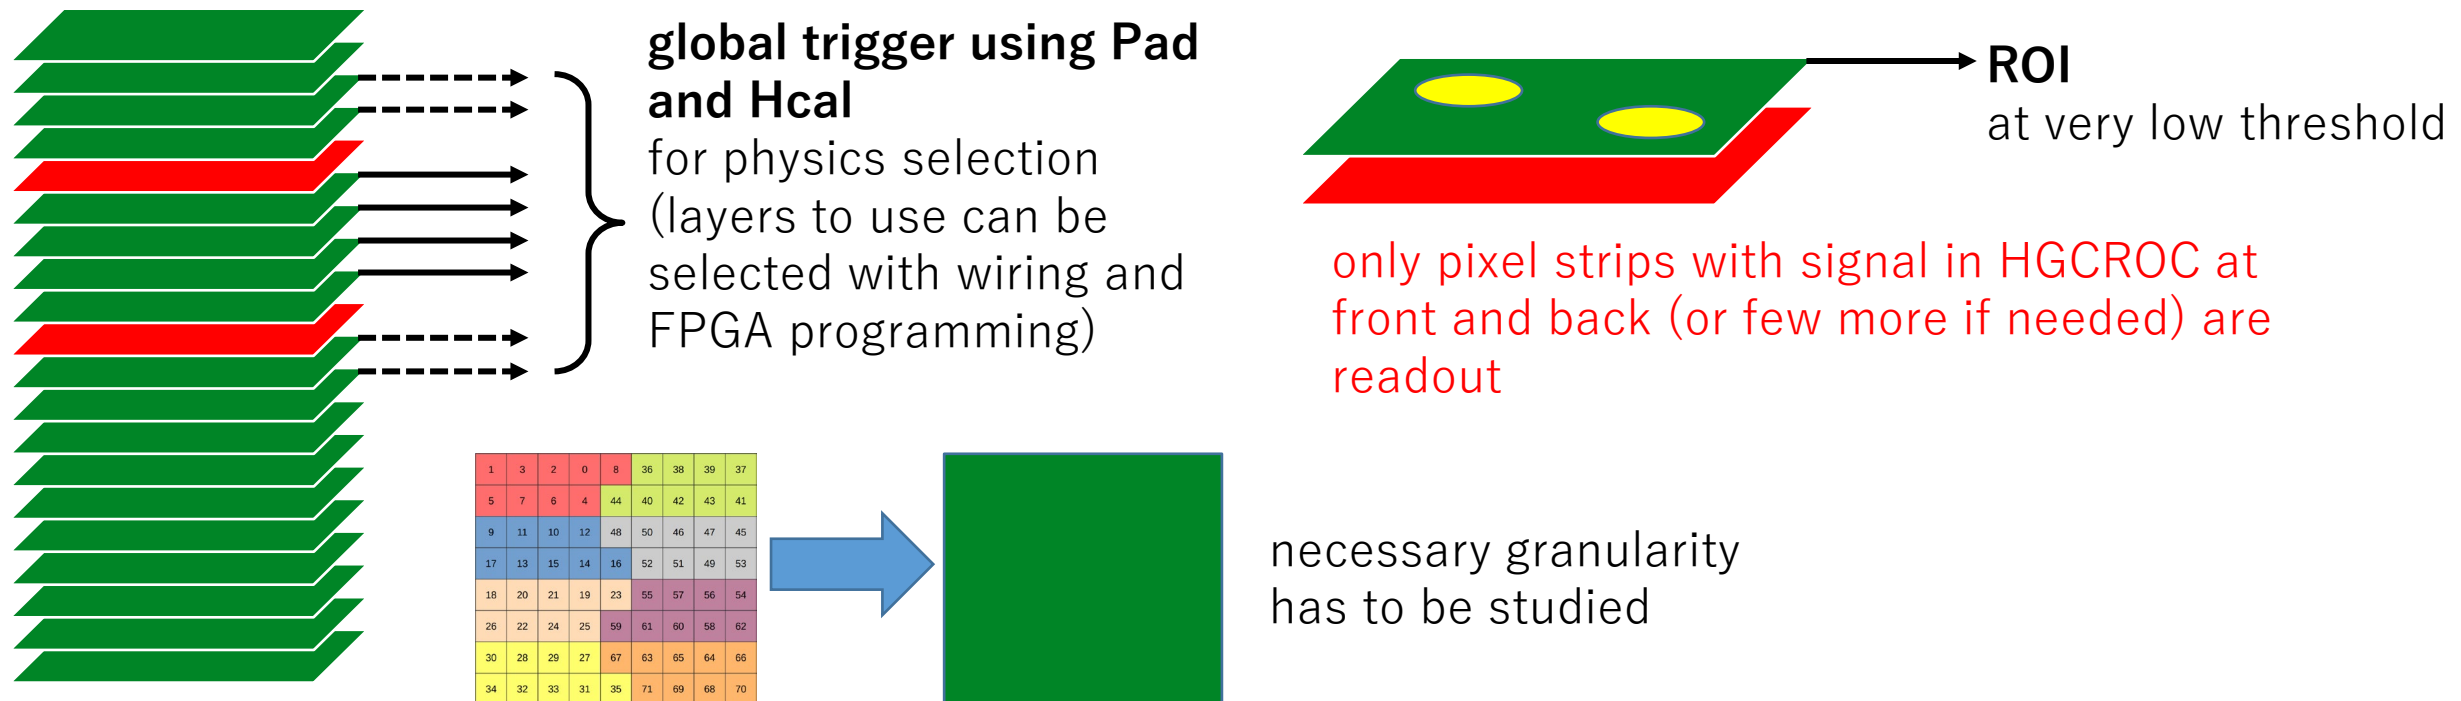 global trigger using Pad
and Hcal
for physics selection
(layers to use can be
selected with wiring and
FPGA programming)
ROI
at very low threshold
only pixel strips with signal in HGCROC at
front and back (or few more if needed) are
readout
1 3 2 0 8 36 38 39 37
5 7 6 4 44 40 42 43 41
9 11 10 12 48 50 46 47 45
17 13 15 14 16 52 51 49 53
18 20 21 19 23 55 57 56 54
26 22 24 25 59 61 60 58 62
30 28 29 27 67 63 65 64 66
34 32 33 31 35 71 69 68 70
necessary granularity
has to be studied